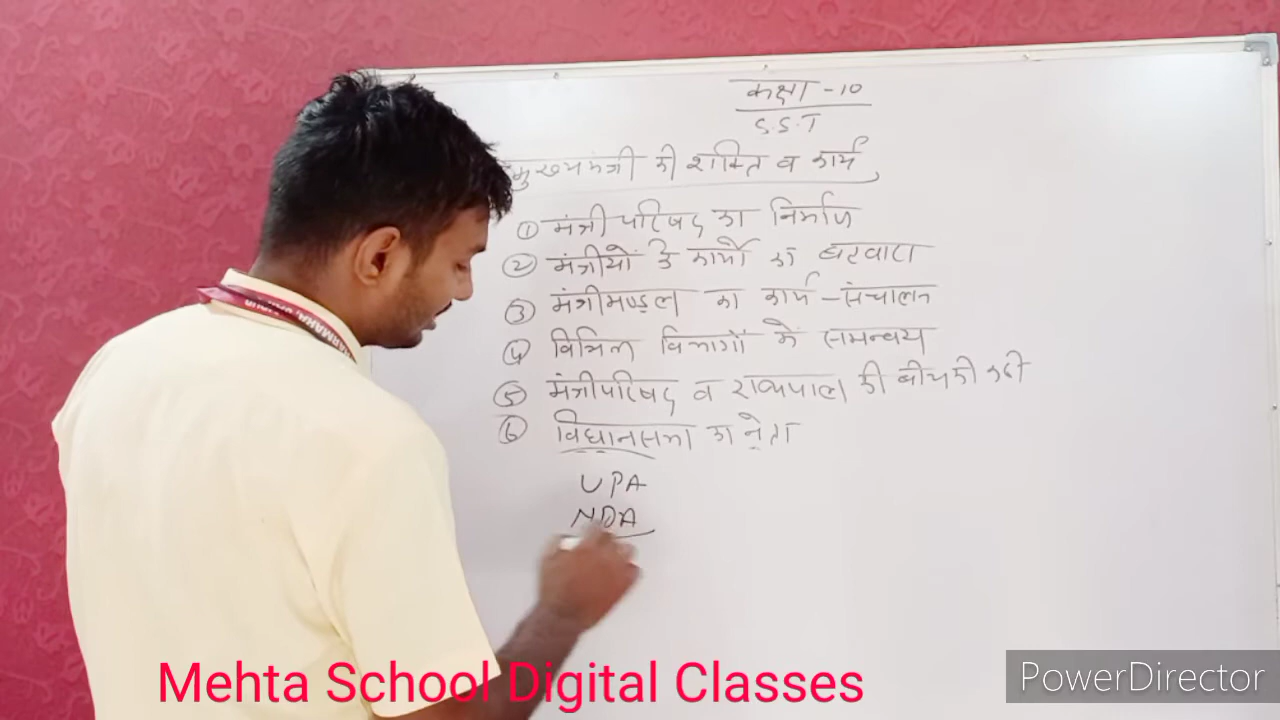 कक्षा - 10
S.S.T
मुख्यमंत्री की शक्ति व कार्य
① मंत्रीपरिषद का निर्माण
② मंत्रीयों के कार्यो का बटवारा
③ मंत्रीमण्डल का कार्य - संचालन
④ विभिन्न विभागों में समन्वय
⑤ मंत्रीपरिषद व राज्यपाल की बीच की कड़ी
⑥ विधानसभा का नेता
UPA
NDA
Mehta School Digital Classes
PowerDirector